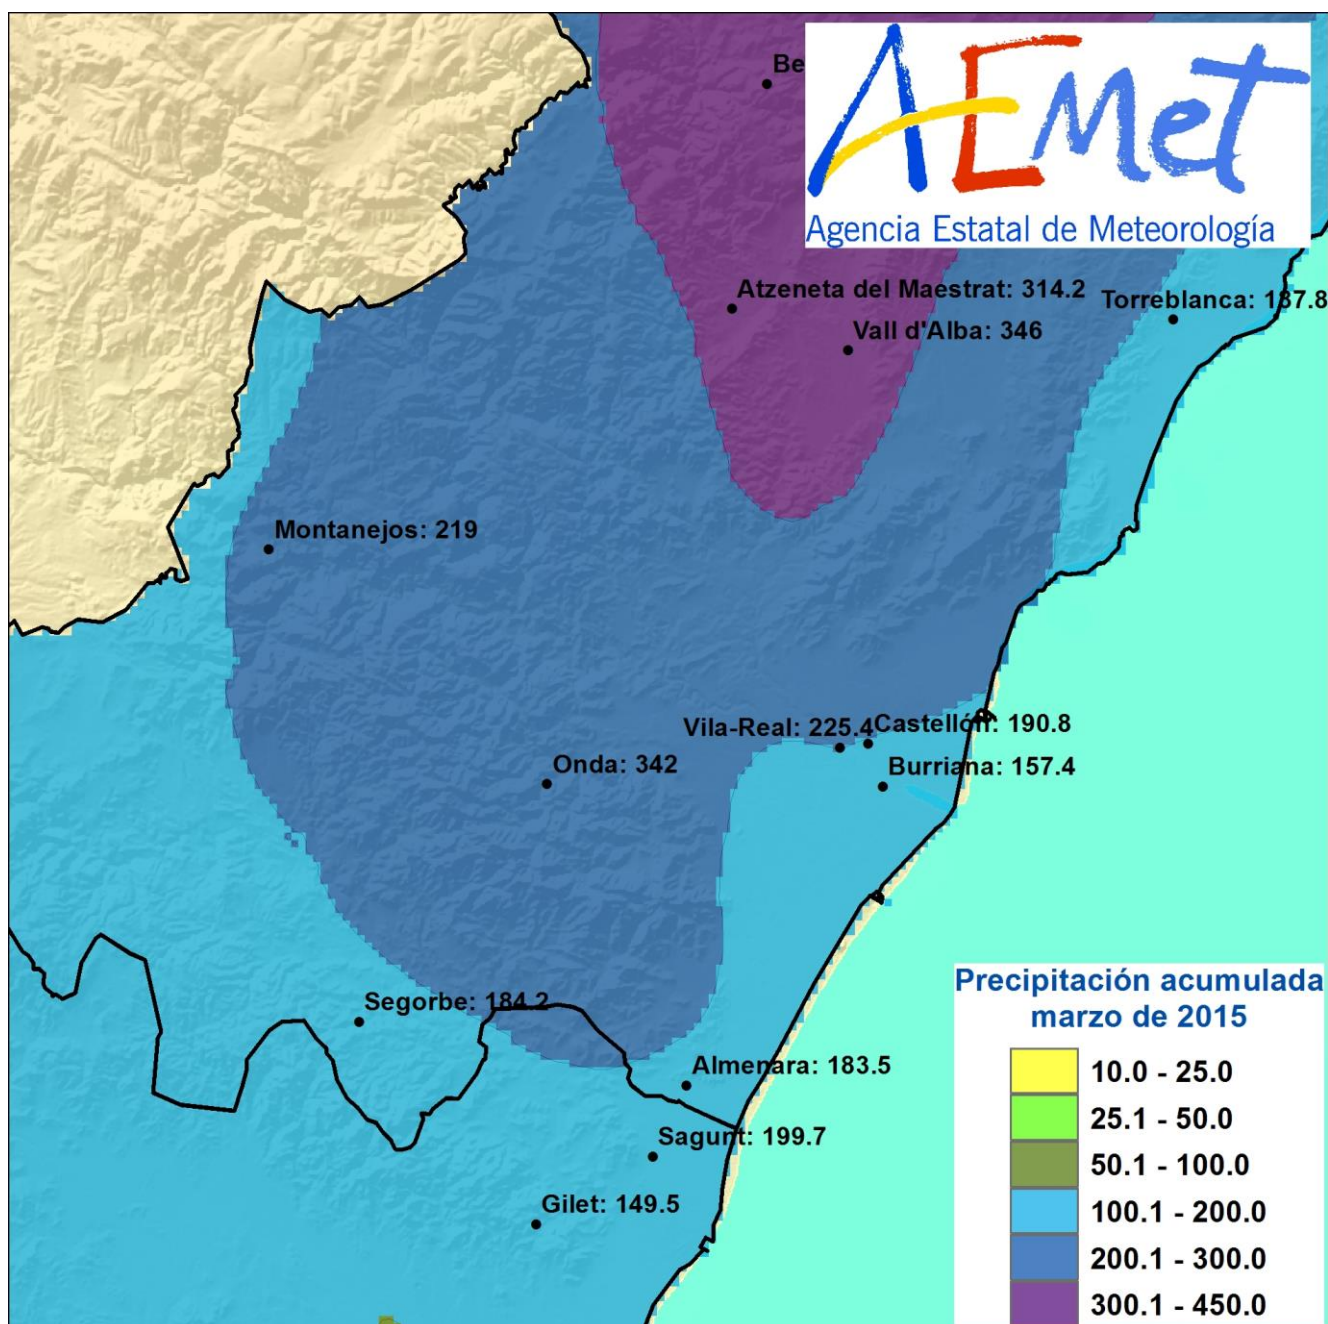 AEMet
Agencia Estatal de Meteorología
Be
Atzeneta del Maestrat: 314.2
Torreblanca: 187.8
Vall d'Alba: 346
Montanejos: 219
Vila-Real: 225.4
Castellón: 190.8
Onda: 342
Burriana: 157.4
Segorbe: 184.2
Almenara: 183.5
Sagunt: 199.7
Gilet: 149.5
Precipitación acumulada
marzo de 2015
10.0 - 25.0
25.1 - 50.0
50.1 - 100.0
100.1 - 200.0
200.1 - 300.0
300.1 - 450.0